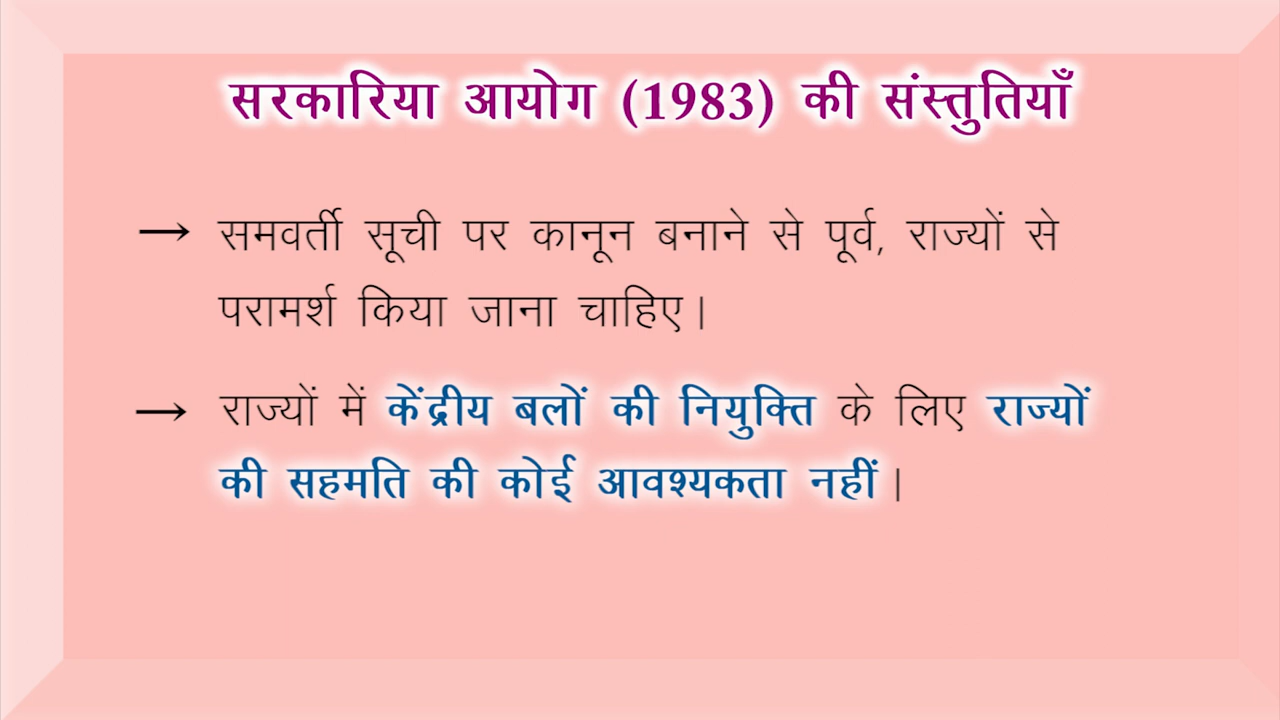 सरकारिया आयोग (1983) की संस्तुतियाँ
→ समवर्ती सूची पर कानून बनाने से पूर्व, राज्यों से
परामर्श किया जाना चाहिए।
→ राज्यों में केंद्रीय बलों की नियुक्ति के लिए राज्यों
की सहमति की कोई आवश्यकता नहीं।